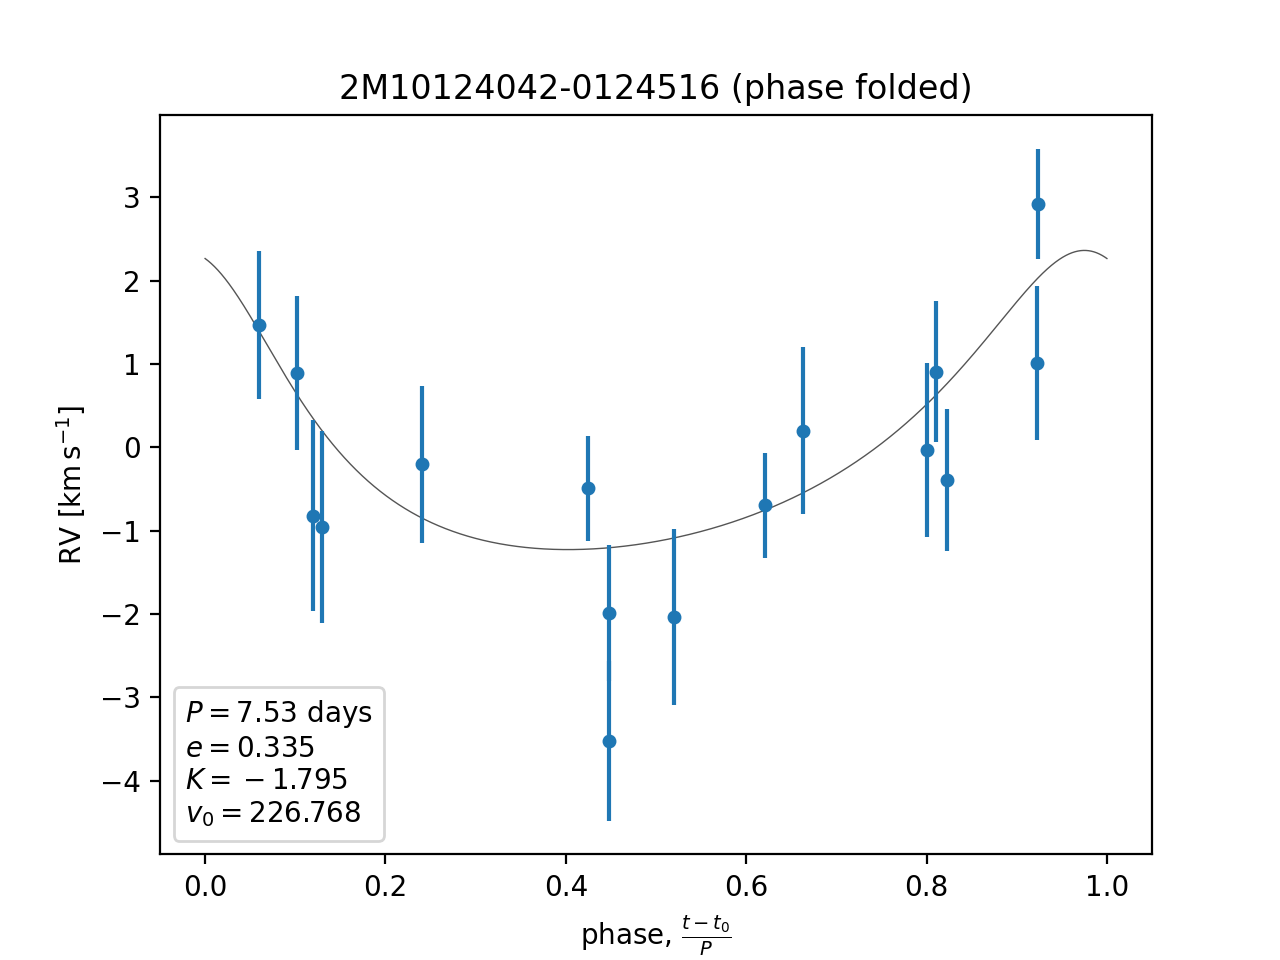 2M10124042-0124516 (phase folded)
RV [km s⁻¹]
3
2
1
0
−1
−2
−3
−4
P = 7.53 days
e = 0.335
K = −1.795
v₀ = 226.768
0.0 0.2 0.4 0.6 0.8 1.0
phase, (t − t₀)/P